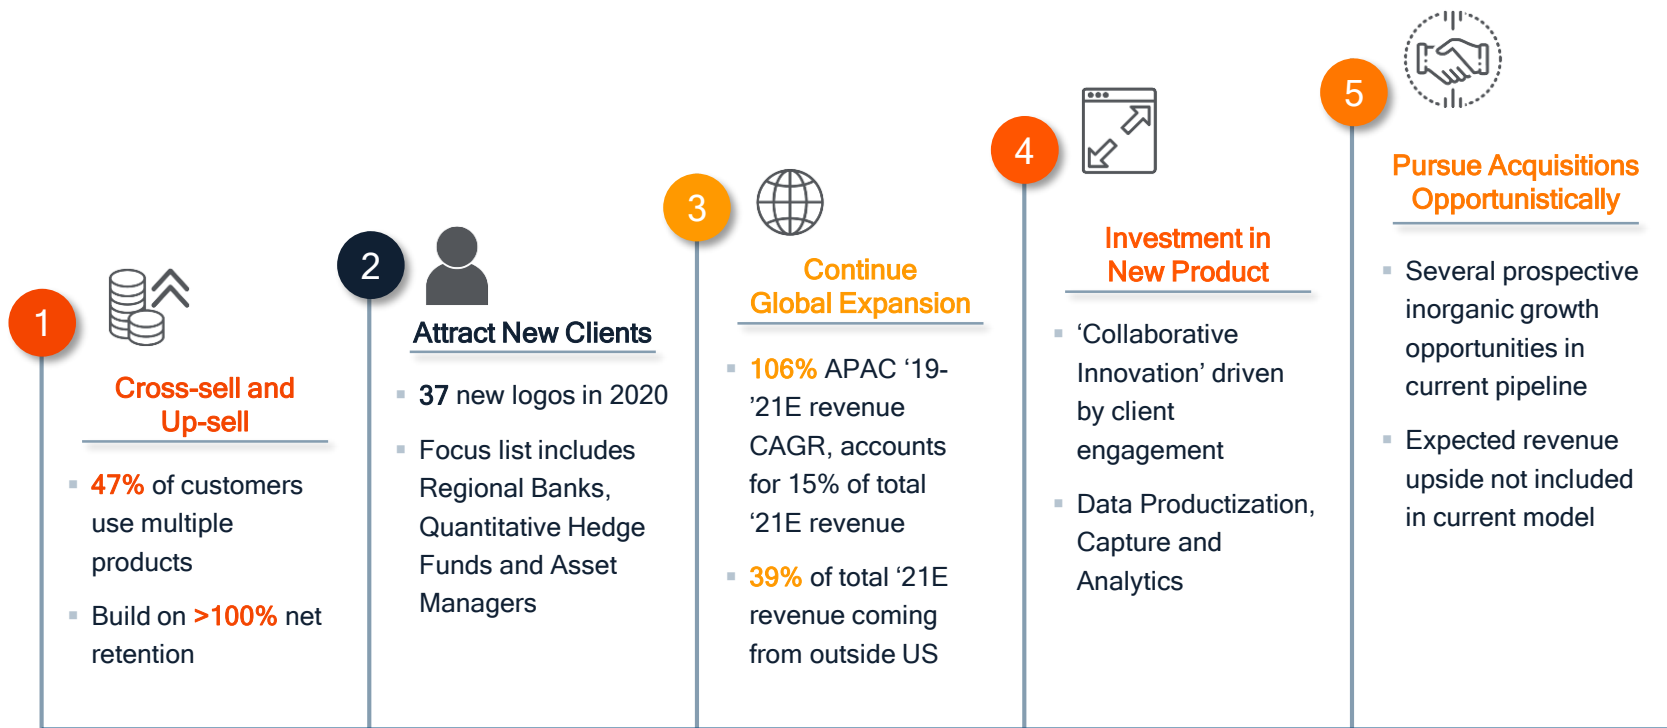 1
Cross-sell and
Up-sell
▪ 47% of customers
use multiple
products
▪ Build on >100% net
retention
2
Attract New Clients
▪ 37 new logos in 2020
▪ Focus list includes
Regional Banks,
Quantitative Hedge
Funds and Asset
Managers
3
Continue
Global Expansion
▪ 106% APAC ‘19-
’21E revenue
CAGR, accounts
for 15% of total
‘21E revenue
▪ 39% of total ‘21E
revenue coming
from outside US
4
Investment in
New Product
▪ ‘Collaborative
Innovation’ driven
by client
engagement
▪ Data Productization,
Capture and
Analytics
5
Pursue Acquisitions
Opportunistically
▪ Several prospective
inorganic growth
opportunities in
current pipeline
▪ Expected revenue
upside not included
in current model